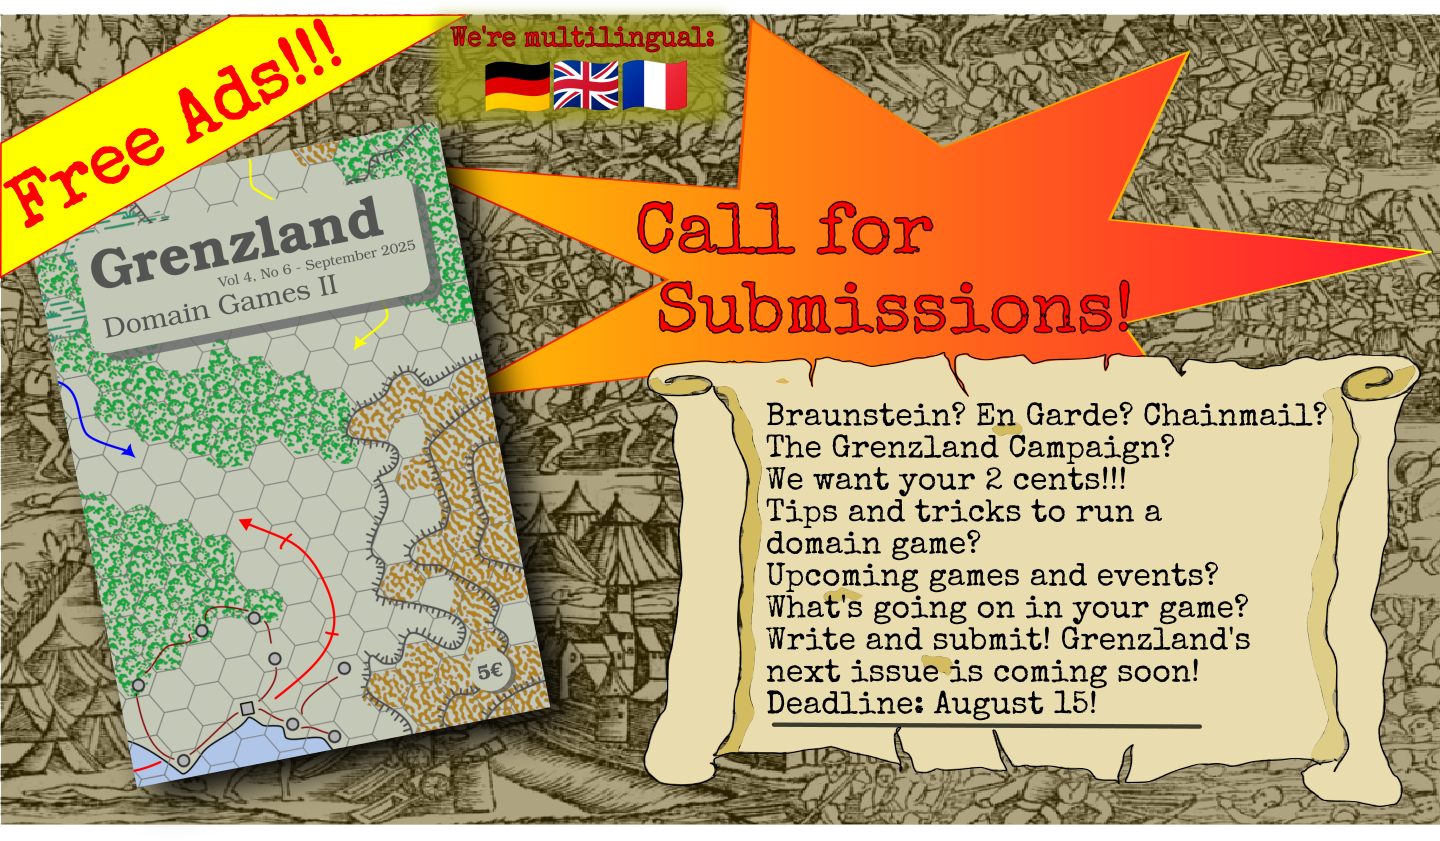 Free Ads!!!
We're multilingual:
Grenzland
Vol 4, No 6 - September 2025
Domain Games II
5€
Call for
Submissions!
Braunstein? En Garde? Chainmail?
The Grenzland Campaign?
We want your 2 cents!!!
Tips and tricks to run a
domain game?
Upcoming games and events?
What's going on in your game?
Write and submit! Grenzland's
next issue is coming soon!
Deadline: August 15!